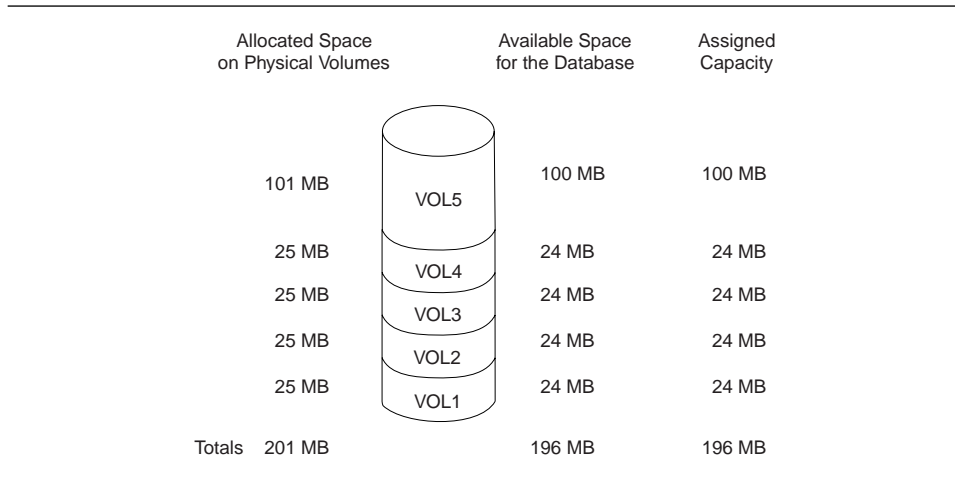 Allocated Space
on Physical Volumes
Available Space
for the Database
Assigned
Capacity
101 MB VOL5 100 MB 100 MB
25 MB VOL4 24 MB 24 MB
25 MB VOL3 24 MB 24 MB
25 MB VOL2 24 MB 24 MB
25 MB VOL1 24 MB 24 MB
Totals 201 MB 196 MB 196 MB